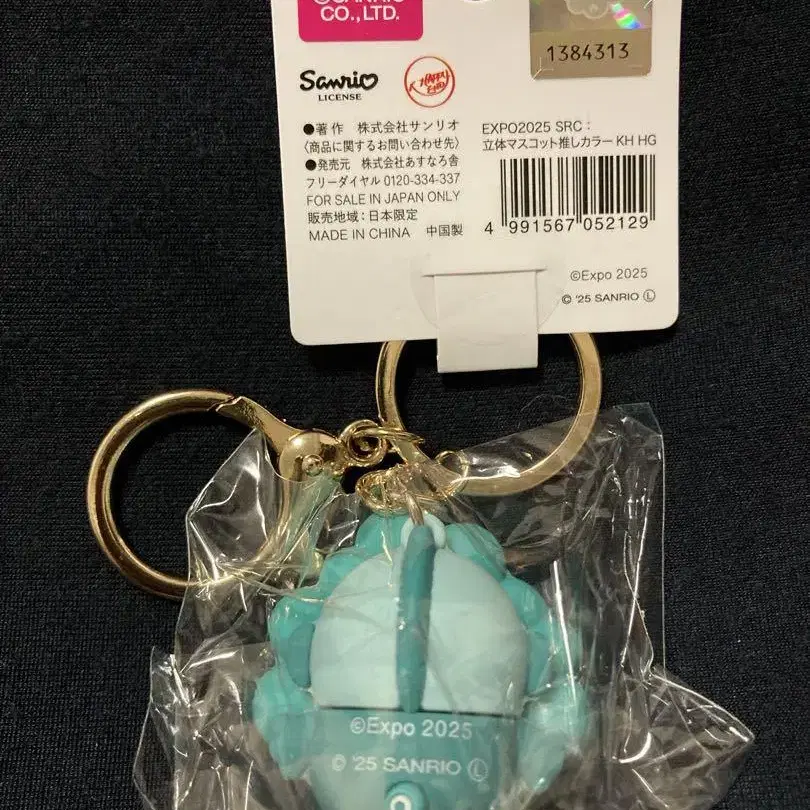 CO., LTD.
1384313
Sanrio
LICENSE
HAPPY
●著作 株式会社サンリオ
〈商品に関するお問い合わせ先〉
●発売元 株式会社あすなろ舎
フリーダイヤル 0120-334-337
FOR SALE IN JAPAN ONLY
販売地域：日本限定
MADE IN CHINA 中国製
EXPO2025 SRC：
立体マスコット推しカラー KH HG
4 991567 052129
©Expo 2025
© '25 SANRIO Ⓛ
©Expo 2025
© '25 SANRIO Ⓛ